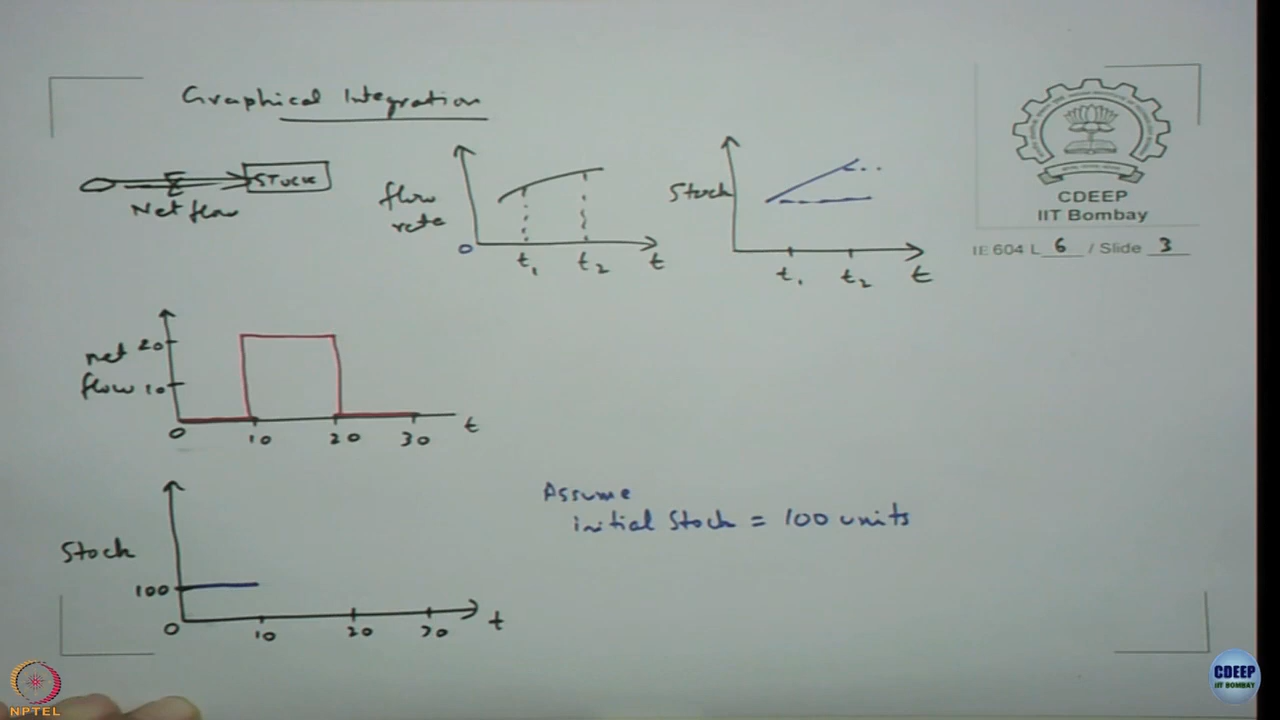 Graphical Integration
STOCK
Net flow
flow
rate
0
t1
t2
t
Stock
t1
t2
t
CDEEP
IIT Bombay
IE 604 L 6 / Slide 3
net
flow
20
10
0
10
20
30
t
Stock
100
0
10
20
30
t
Assume
initial Stock = 100 units
NPTEL
CDEEP
IIT BOMBAY